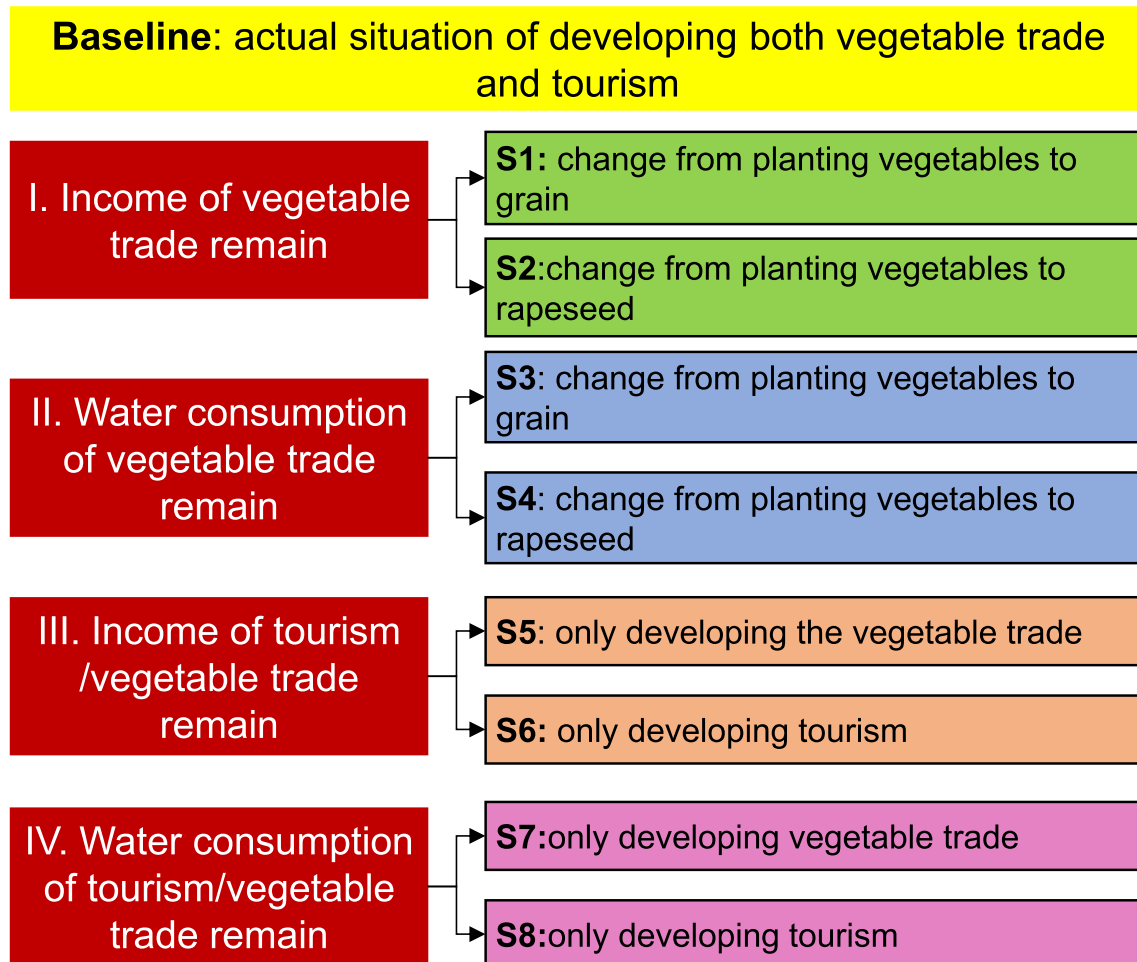 Baseline: actual situation of developing both vegetable trade
and tourism
I. Income of vegetable
trade remain
S1: change from planting vegetables to
grain
S2:change from planting vegetables to
rapeseed
II. Water consumption
of vegetable trade
remain
S3: change from planting vegetables to
grain
S4: change from planting vegetables to
rapeseed
III. Income of tourism
/vegetable trade
remain
S5: only developing the vegetable trade
S6: only developing tourism
IV. Water consumption
of tourism/vegetable
trade remain
S7:only developing vegetable trade
S8:only developing tourism